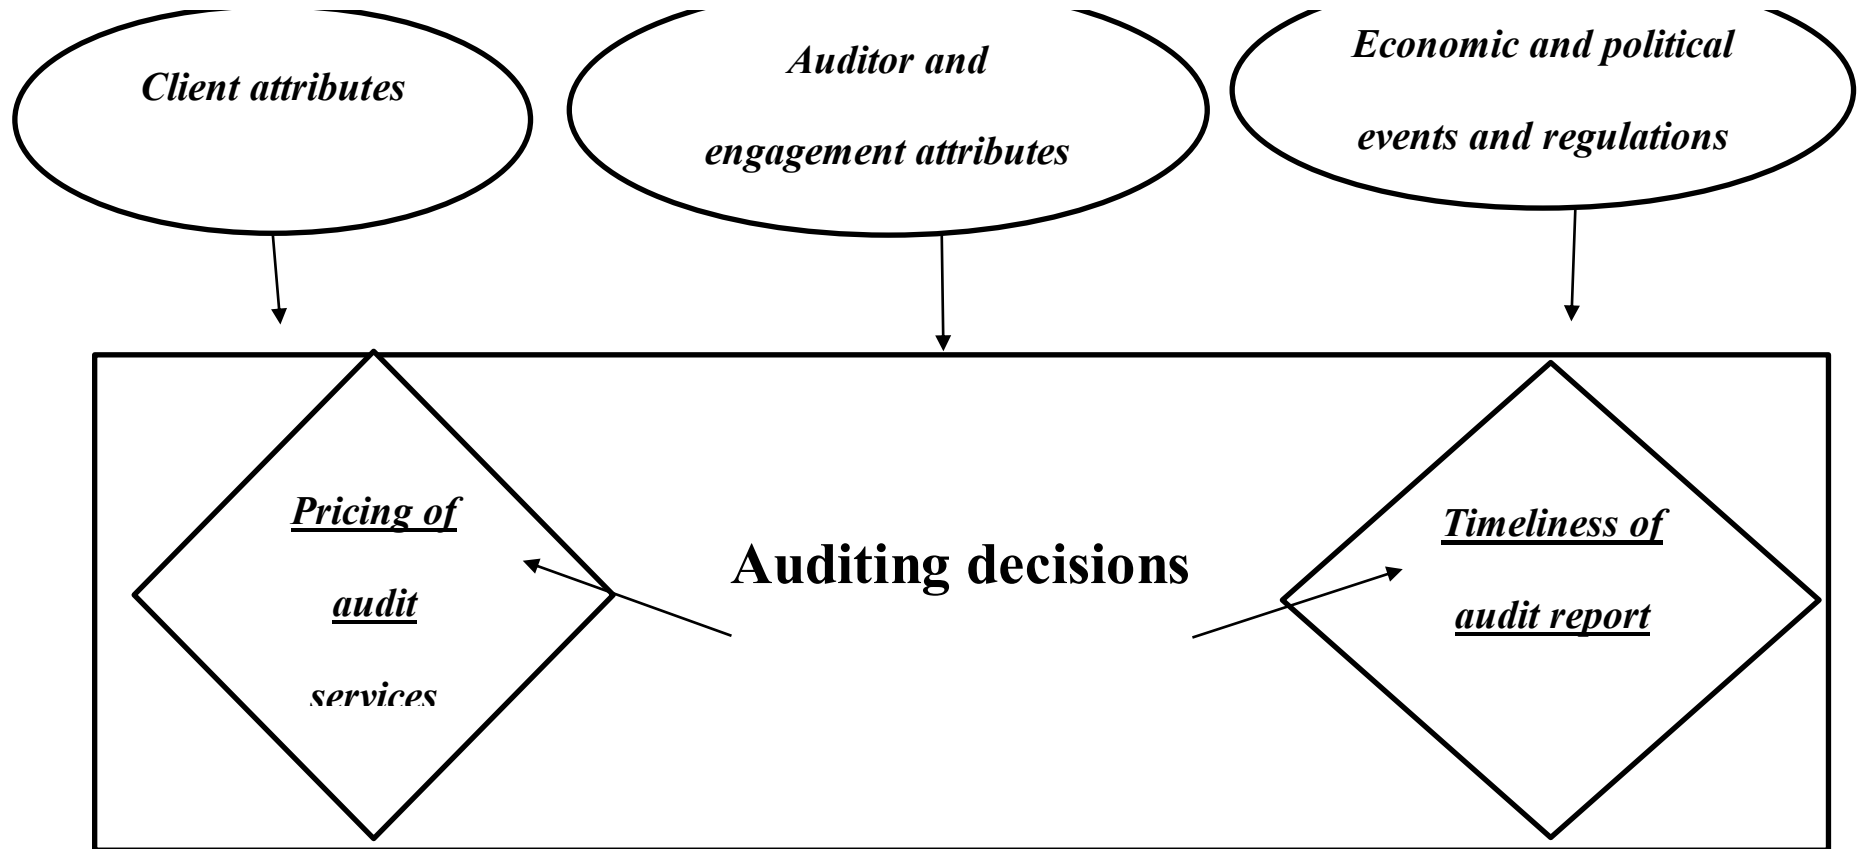 Client attributes
Auditor and
engagement attributes
Economic and political
events and regulations
Pricing of
audit
services
Auditing decisions
Timeliness of
audit report